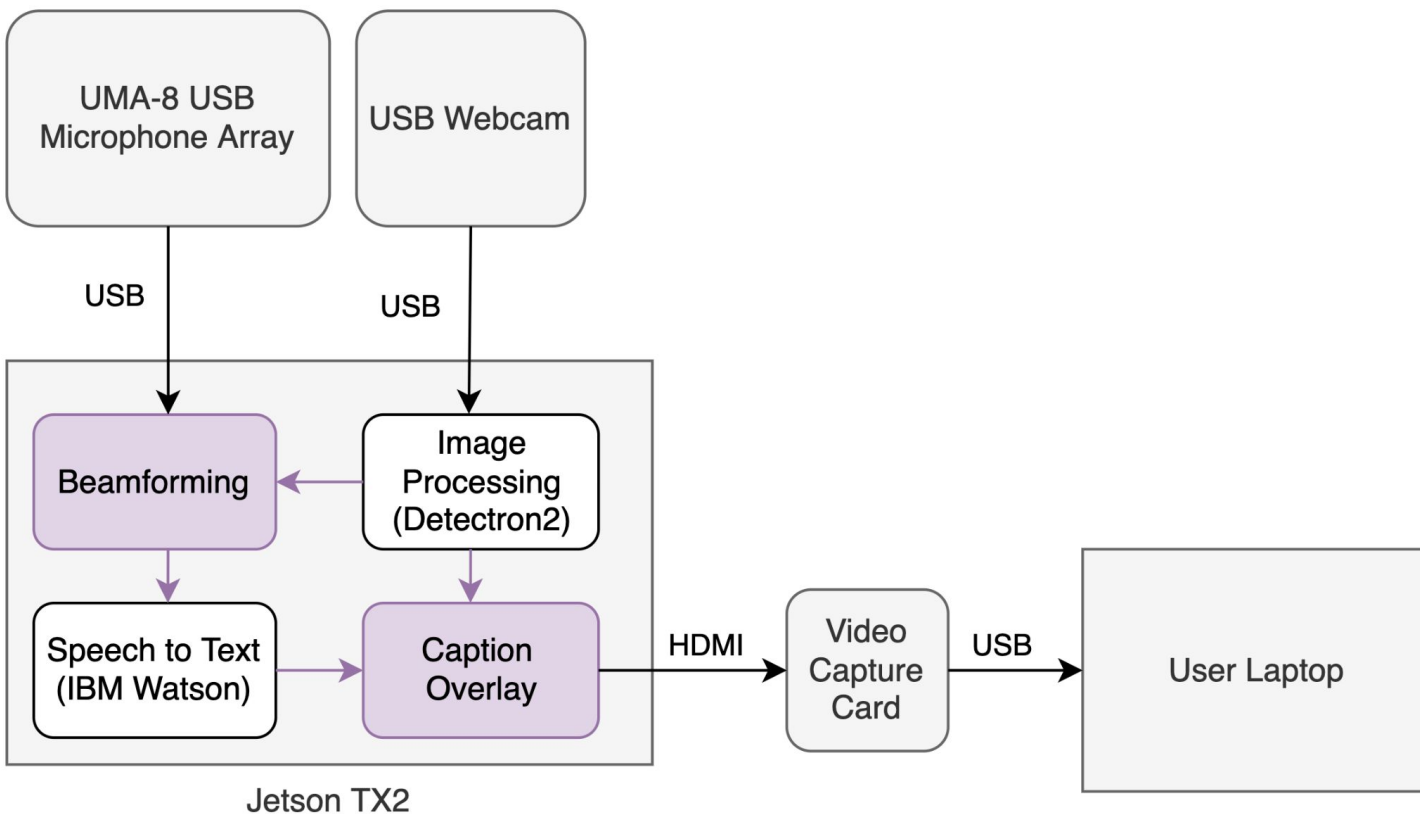 UMA-8 USB
Microphone Array
USB Webcam
USB
USB
Beamforming
Image
Processing
(Detectron2)
Speech to Text
(IBM Watson)
Caption
Overlay
HDMI
Video
Capture
Card
USB
User Laptop
Jetson TX2